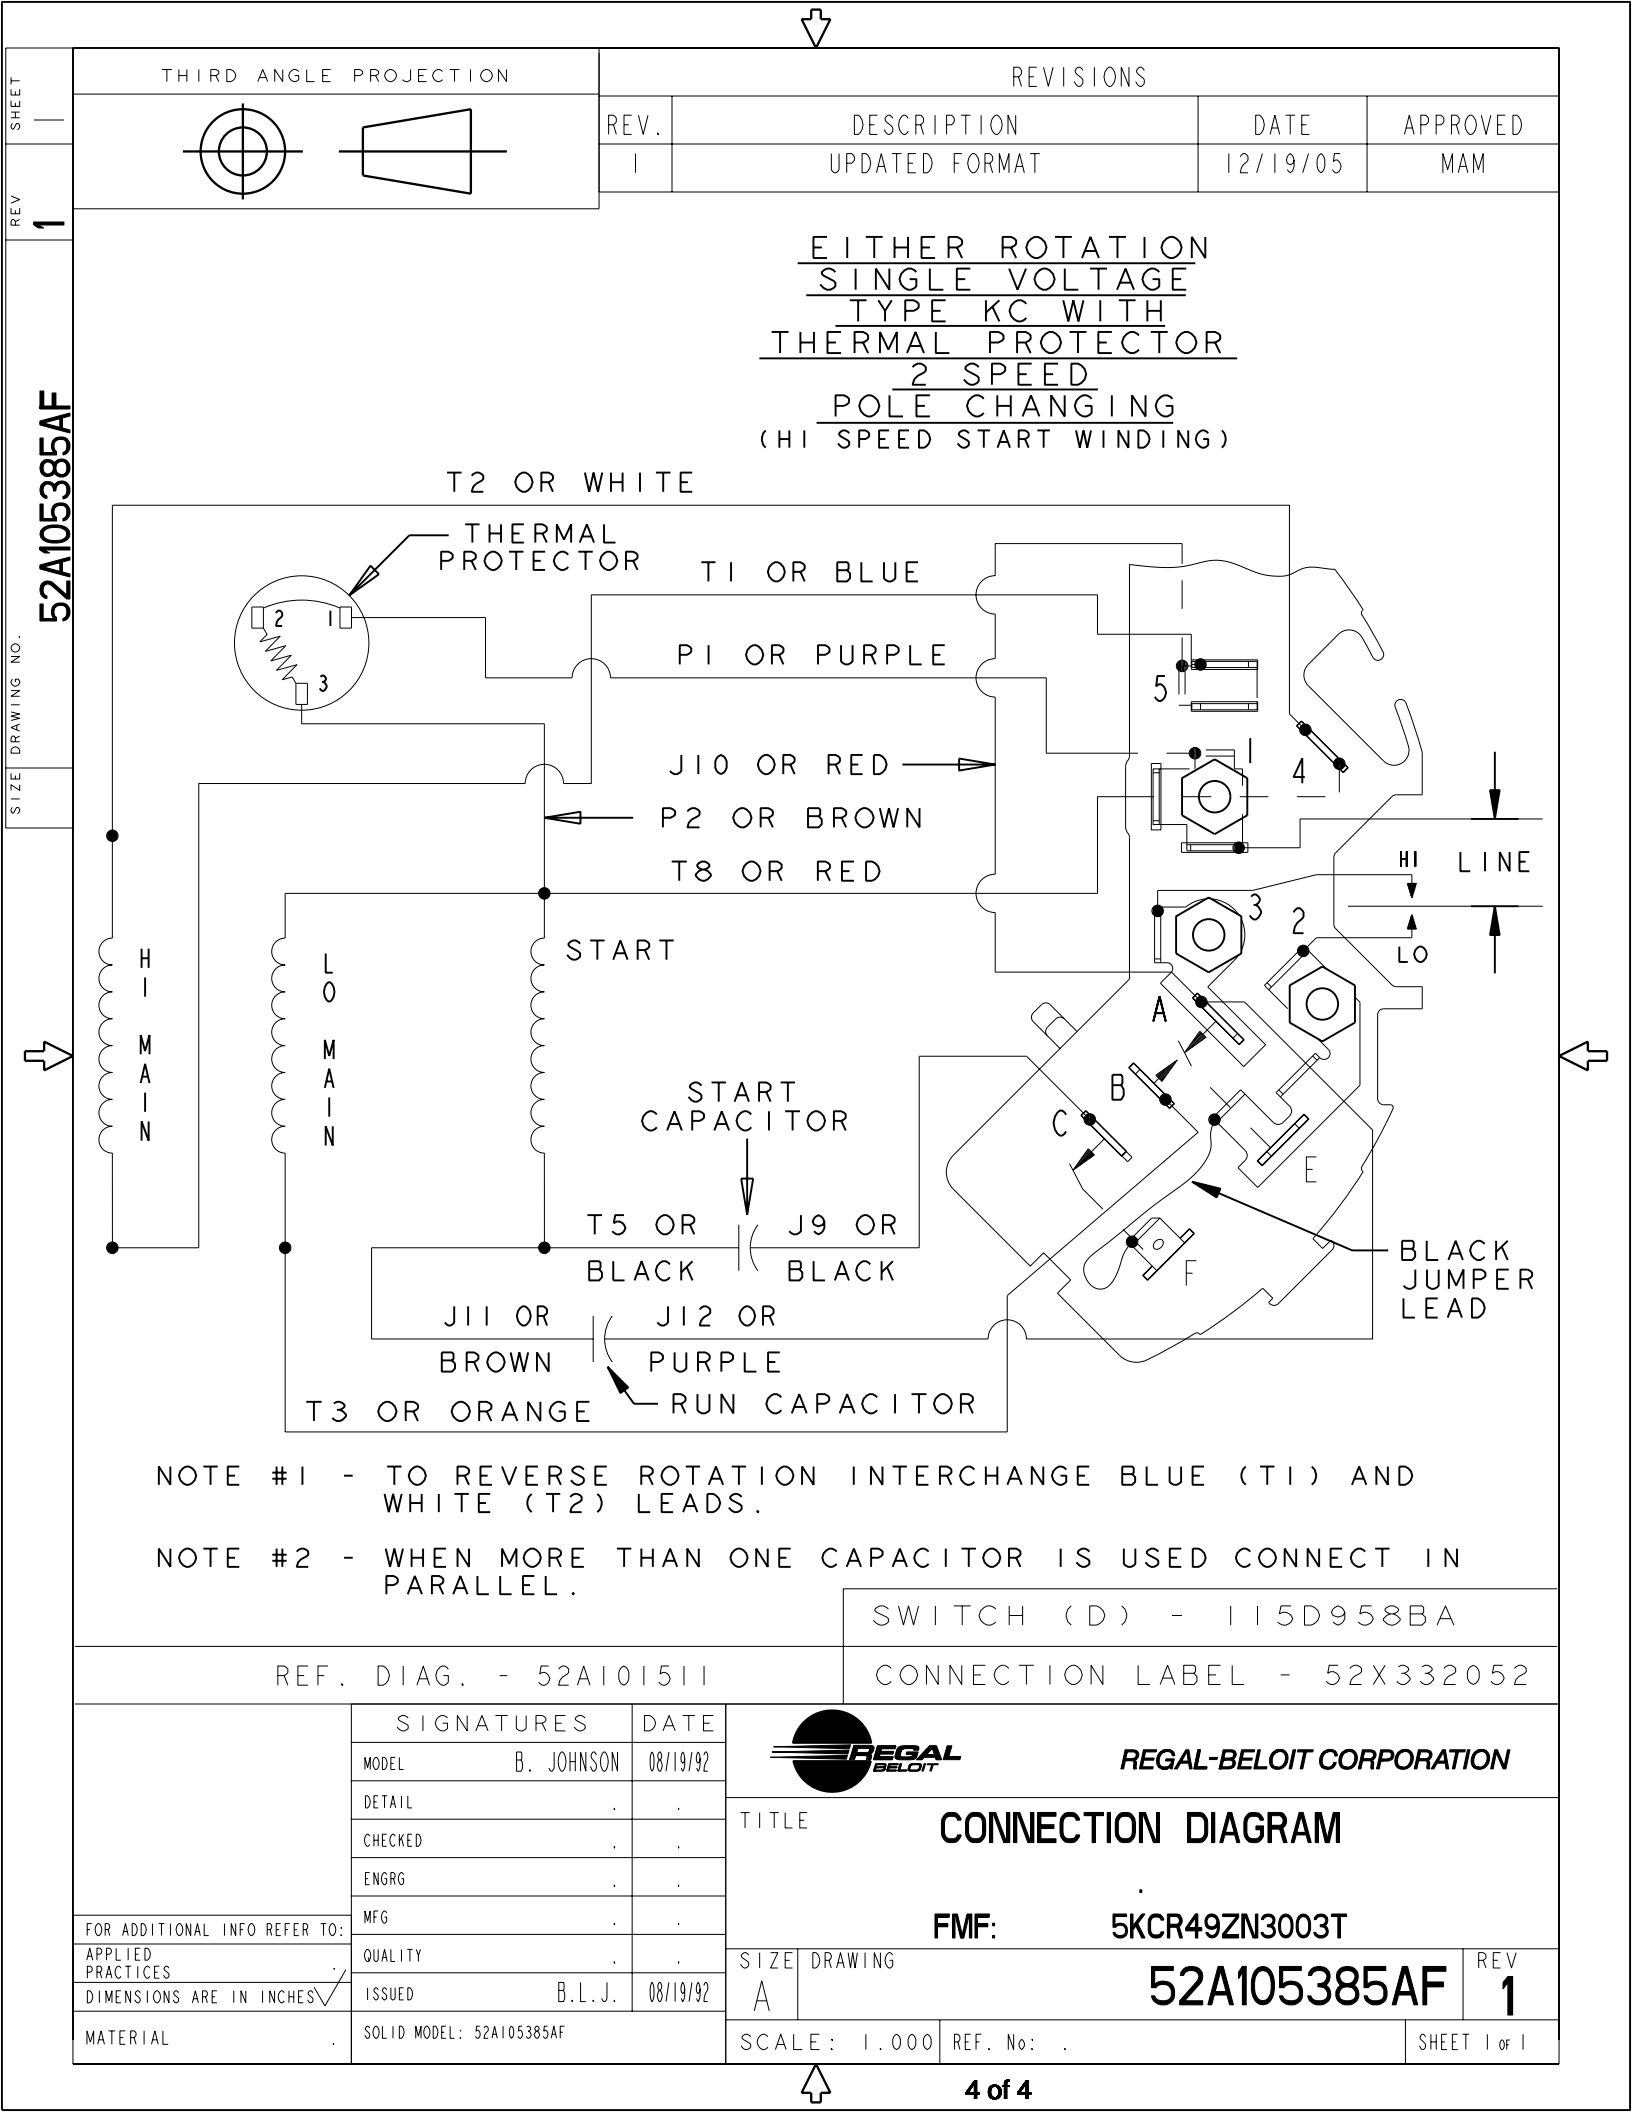 THIRD ANGLE PROJECTION
REVISIONS
REV.
DESCRIPTION
DATE
APPROVED
1
UPDATED FORMAT
12/19/05
MAM
SHEET
REV
1
52A105385AF
DRAWING NO.
SIZE
EITHER ROTATION
SINGLE VOLTAGE
TYPE KC WITH
THERMAL PROTECTOR
2 SPEED
POLE CHANGING
(HI SPEED START WINDING)
T2 OR WHITE
THERMAL
PROTECTOR
T1 OR BLUE
2
1
3
P1 OR PURPLE
5
J10 OR RED
1
4
P2 OR BROWN
T8 OR RED
HI
LINE
3
2
LO
HI MAIN
LO MAIN
START
A
B
C
E
F
START
CAPACITOR
T5 OR
BLACK
J9 OR
BLACK
BLACK
JUMPER
LEAD
J11 OR
BROWN
J12 OR
PURPLE
RUN CAPACITOR
T3 OR ORANGE
NOTE #1 - TO REVERSE ROTATION INTERCHANGE BLUE (T1) AND
WHITE (T2) LEADS.
NOTE #2 - WHEN MORE THAN ONE CAPACITOR IS USED CONNECT IN
PARALLEL.
SWITCH (D) - 115D958BA
REF. DIAG. - 52A101511
CONNECTION LABEL - 52X332052
SIGNATURES
DATE
MODEL
B. JOHNSON
08/19/92
DETAIL . .
CHECKED . .
ENGRG . .
MFG . .
QUALITY . .
ISSUED
B.L.J.
08/19/92
SOLID MODEL: 52A105385AF
FOR ADDITIONAL INFO REFER TO:
APPLIED
PRACTICES .
DIMENSIONS ARE IN INCHES
MATERIAL .
REGAL
BELOIT
REGAL-BELOIT CORPORATION
TITLE
CONNECTION DIAGRAM
.
FMF: 5KCR49ZN3003T
SIZE
A
DRAWING
52A105385AF
REV
1
SCALE: 1.000
REF. No: .
SHEET 1 OF 1
4 of 4